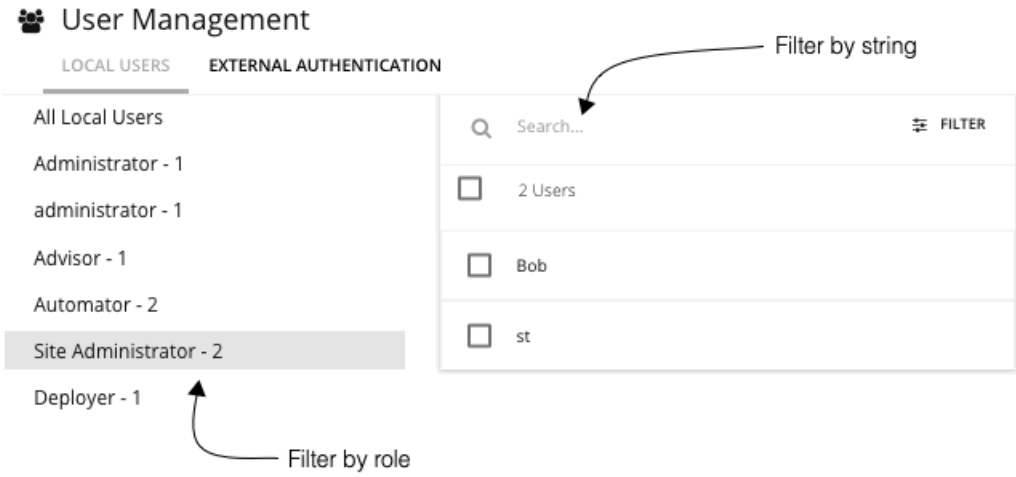 User Management
Filter by string
LOCAL USERS EXTERNAL AUTHENTICATION
All Local Users
Administrator - 1
administrator - 1
Advisor - 1
Automator - 2
Site Administrator - 2
Deployer - 1
Filter by role
Search...
FILTER
2 Users
Bob
st